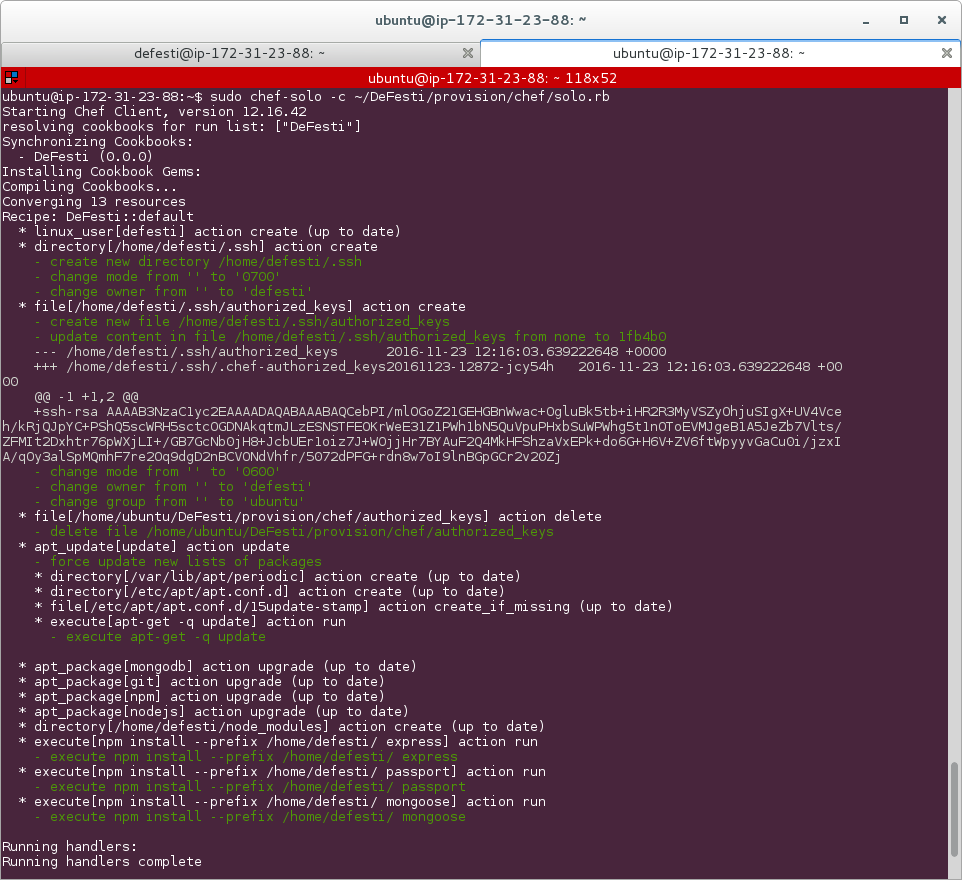 ubuntu@ip-172-31-23-88: ~
defesti@ip-172-31-23-88: ~
ubuntu@ip-172-31-23-88: ~
ubuntu@ip-172-31-23-88: ~ 118x52
ubuntu@ip-172-31-23-88:~$ sudo chef-solo -c ~/DeFesti/provision/chef/solo.rb
Starting Chef Client, version 12.16.42
resolving cookbooks for run list: ["DeFesti"]
Synchronizing Cookbooks:
  - DeFesti (0.0.0)
Installing Cookbook Gems:
Compiling Cookbooks...
Converging 13 resources
Recipe: DeFesti::default
  * linux_user[defesti] action create (up to date)
  * directory[/home/defesti/.ssh] action create
    - create new directory /home/defesti/.ssh
    - change mode from '' to '0700'
    - change owner from '' to 'defesti'
  * file[/home/defesti/.ssh/authorized_keys] action create
    - create new file /home/defesti/.ssh/authorized_keys
    - update content in file /home/defesti/.ssh/authorized_keys from none to 1fb4b0
    --- /home/defesti/.ssh/authorized_keys      2016-11-23 12:16:03.639222648 +0000
    +++ /home/defesti/.ssh/.chef-authorized_keys20161123-12872-jcy54h   2016-11-23 12:16:03.639222648 +00
00
    @@ -1 +1,2 @@
    +ssh-rsa AAAAB3NzaC1yc2EAAAADAQABAAABAQCebPI/mlOGoZ21GEHGBnWwac+OgluBk5tb+iHR2R3MyVSZyOhjuSIgX+UV4Vce
h/kRjQJpYC+PShQ5scWRH5sctcOGDNAkqtmJLzESNSTFEOKrWeE31Z1PWh1bN5QuVpuPHxbSuWPWhg5t1nOToEVMJgeB1A5JeZb7Vlts/
ZFMIt2Dxhtr76pWXjLI+/GB7GcNbOjH8+JcbUEr1oiz7J+WOjjHr7BYAuF2Q4MkHFShzaVxEPk+do6G+H6V+ZV6ftWpyyvGaCuOi/jzxI
A/qOy3alSpMQmhF7re2Oq9dgD2nBCVONdVhfr/5072dPFG+rdn8w7oI9lnBGpGCr2v20Zj
    - change mode from '' to '0600'
    - change owner from '' to 'defesti'
    - change group from '' to 'ubuntu'
  * file[/home/ubuntu/DeFesti/provision/chef/authorized_keys] action delete
    - delete file /home/ubuntu/DeFesti/provision/chef/authorized_keys
  * apt_update[update] action update
    - force update new lists of packages
    * directory[/var/lib/apt/periodic] action create (up to date)
    * directory[/etc/apt/apt.conf.d] action create (up to date)
    * file[/etc/apt/apt.conf.d/15update-stamp] action create_if_missing (up to date)
    * execute[apt-get -q update] action run
      - execute apt-get -q update
  * apt_package[mongodb] action upgrade (up to date)
  * apt_package[git] action upgrade (up to date)
  * apt_package[npm] action upgrade (up to date)
  * apt_package[nodejs] action upgrade (up to date)
  * directory[/home/defesti/node_modules] action create (up to date)
  * execute[npm install --prefix /home/defesti/ express] action run
    - execute npm install --prefix /home/defesti/ express
  * execute[npm install --prefix /home/defesti/ passport] action run
    - execute npm install --prefix /home/defesti/ passport
  * execute[npm install --prefix /home/defesti/ mongoose] action run
    - execute npm install --prefix /home/defesti/ mongoose
Running handlers:
Running handlers complete